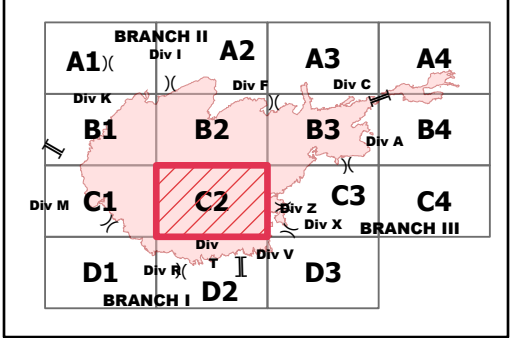 BRANCH II
A1
Div I
A2
A3
A4
Div K
Div F
Div C
B1
B2
B3
Div A
B4
Div M
C1
C2
Div Z
C3
C4
Div X
BRANCH III
Div
T
Div V
D1
Div R
D2
D3
BRANCH I